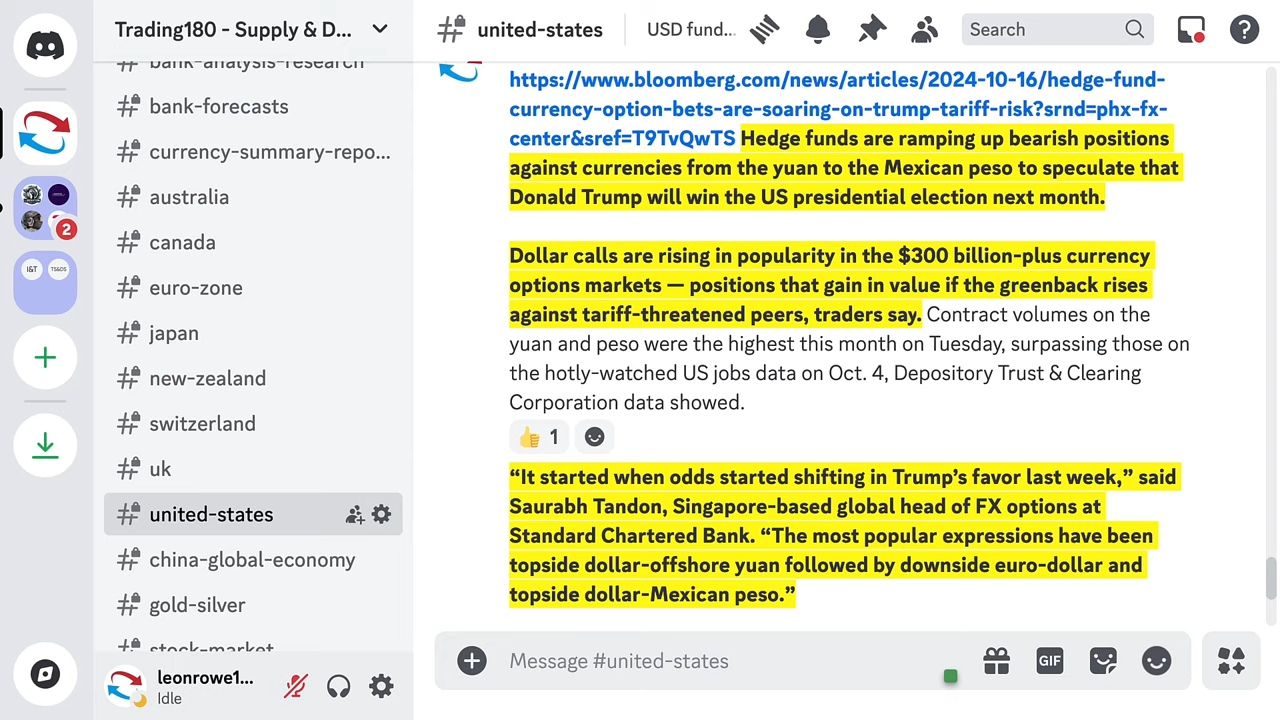 Trading180 - Supply & D...
bank-analysis-research
bank-forecasts
currency-summary-repo...
australia
canada
euro-zone
japan
new-zealand
switzerland
uk
united-states
china-global-economy
gold-silver
stock-market
leonrowe1...
Idle
2
I&T
united-states
USD fund...
Search
https://www.bloomberg.com/news/articles/2024-10-16/hedge-fund-
currency-option-bets-are-soaring-on-trump-tariff-risk?srnd=phx-fx-
center&sref=T9TvQwTS Hedge funds are ramping up bearish positions
against currencies from the yuan to the Mexican peso to speculate that
Donald Trump will win the US presidential election next month.
Dollar calls are rising in popularity in the $300 billion-plus currency
options markets — positions that gain in value if the greenback rises
against tariff-threatened peers, traders say. Contract volumes on the
yuan and peso were the highest this month on Tuesday, surpassing those on
the hotly-watched US jobs data on Oct. 4, Depository Trust & Clearing
Corporation data showed.
1
“It started when odds started shifting in Trump’s favor last week,” said
Saurabh Tandon, Singapore-based global head of FX options at
Standard Chartered Bank. “The most popular expressions have been
topside dollar-offshore yuan followed by downside euro-dollar and
topside dollar-Mexican peso.”
Message #united-states
GIF